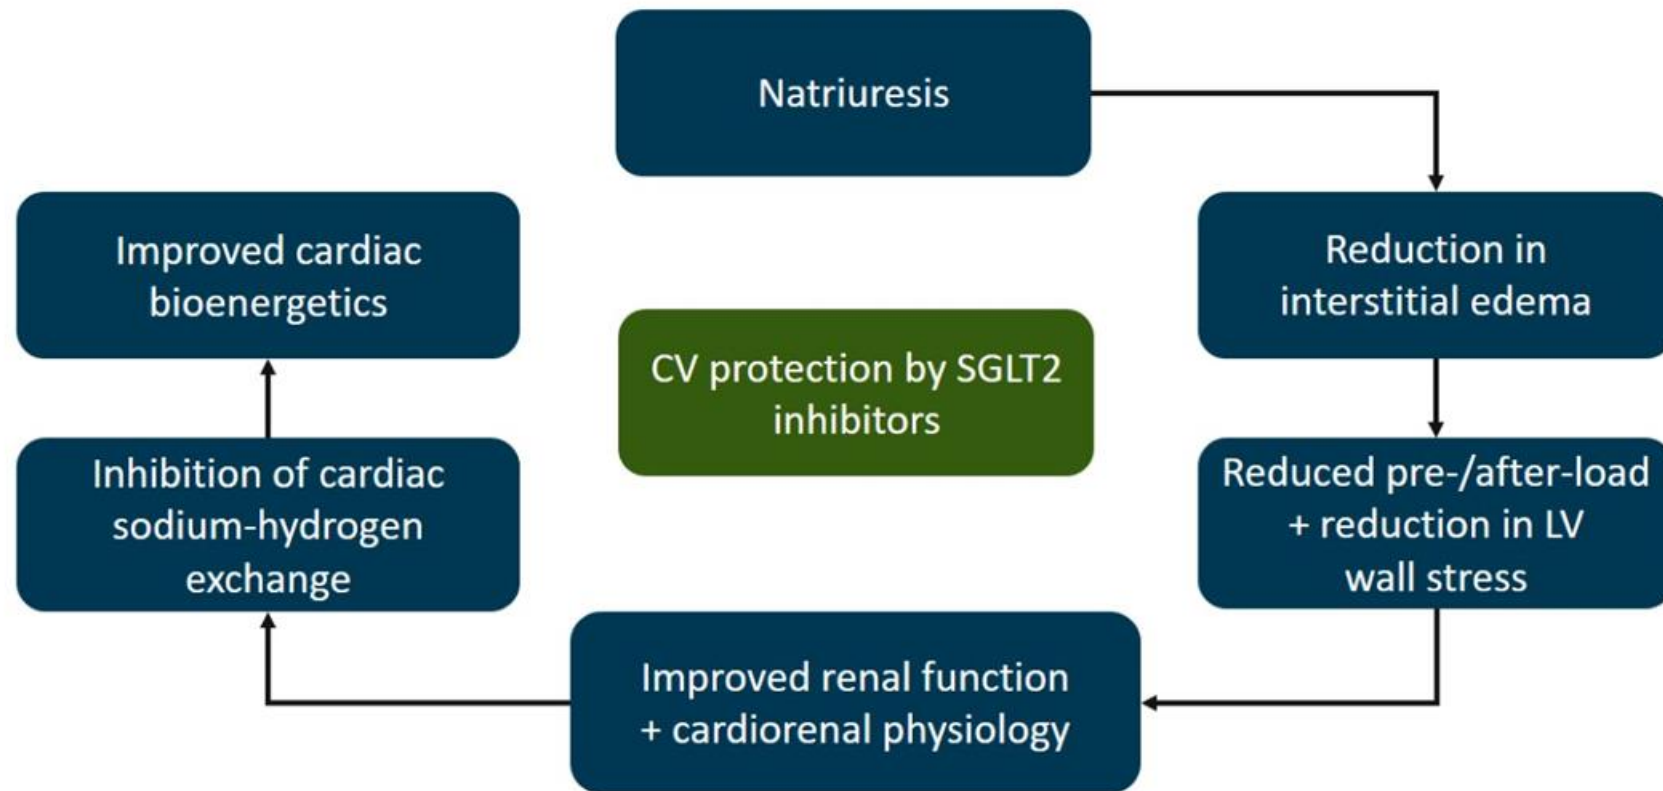 Natriuresis
Reduction in
interstitial edema
Reduced pre-/after-load
+ reduction in LV
wall stress
Improved renal function
+ cardiorenal physiology
Inhibition of cardiac
sodium-hydrogen
exchange
Improved cardiac
bioenergetics
CV protection by SGLT2
inhibitors